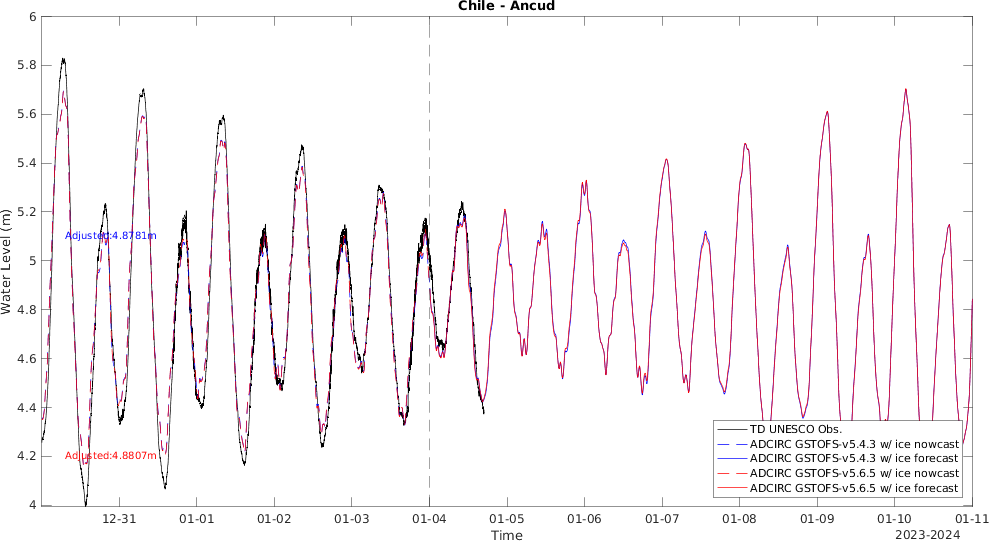 Chile - Ancud
6
5.8
5.6
5.4
5.2
5
4.8
4.6
4.4
4.2
4
Water Level (m)
Adjusted:4.8781m
Adjusted:4.8807m
TD UNESCO Obs.
ADCIRC GSTOFS-v5.4.3 w/ ice nowcast
ADCIRC GSTOFS-v5.4.3 w/ ice forecast
ADCIRC GSTOFS-v5.6.5 w/ ice nowcast
ADCIRC GSTOFS-v5.6.5 w/ ice forecast
12-31 01-01 01-02 01-03 01-04 01-05 01-06 01-07 01-08 01-09 01-10 01-11
Time
2023-2024